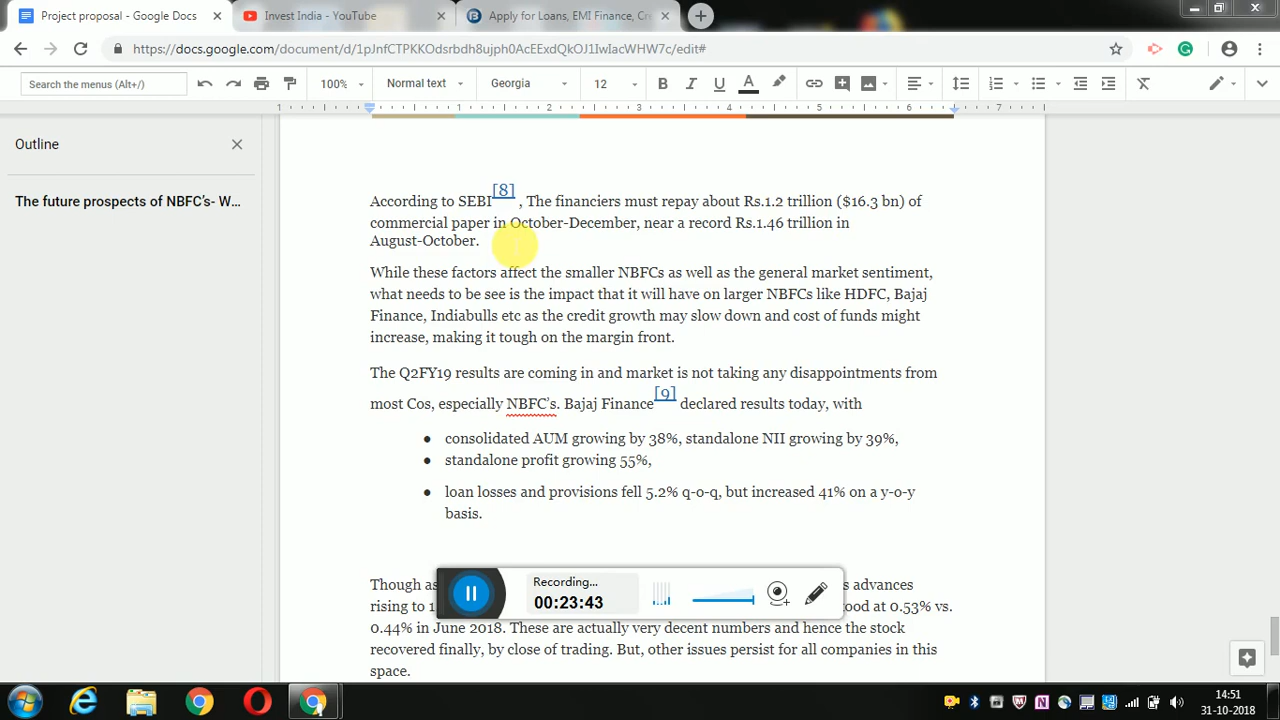 Project proposal - Google Docs
Invest India - YouTube
Apply for Loans, EMI Finance, Cre
https://docs.google.com/document/d/1pJnfCTPKKOdsrbdh8ujph0AcEExdQkOJ1IwIacWHW7c/edit#
Search the menus (Alt+/)
100%
Normal text
Georgia
12
B
I
U
A
1
1
2
3
4
5
6
7
Outline
The future prospects of NBFC's- W...
According to SEBI[8] , The financiers must repay about Rs.1.2 trillion ($16.3 bn) of
commercial paper in October-December, near a record Rs.1.46 trillion in
August-October.
While these factors affect the smaller NBFCs as well as the general market sentiment,
what needs to be see is the impact that it will have on larger NBFCs like HDFC, Bajaj
Finance, Indiabulls etc as the credit growth may slow down and cost of funds might
increase, making it tough on the margin front.
The Q2FY19 results are coming in and market is not taking any disappointments from
most Cos, especially NBFC's. Bajaj Finance[9] declared results today, with
● consolidated AUM growing by 38%, standalone NII growing by 39%,
● standalone profit growing 55%,
● loan losses and provisions fell 5.2% q-o-q, but increased 41% on a y-o-y
basis.
Though as
s advances
rising to 1
ood at 0.53% vs.
0.44% in June 2018. These are actually very decent numbers and hence the stock
recovered finally, by close of trading. But, other issues persist for all companies in this
space.
Recording...
00:23:43
14:51
31-10-2018